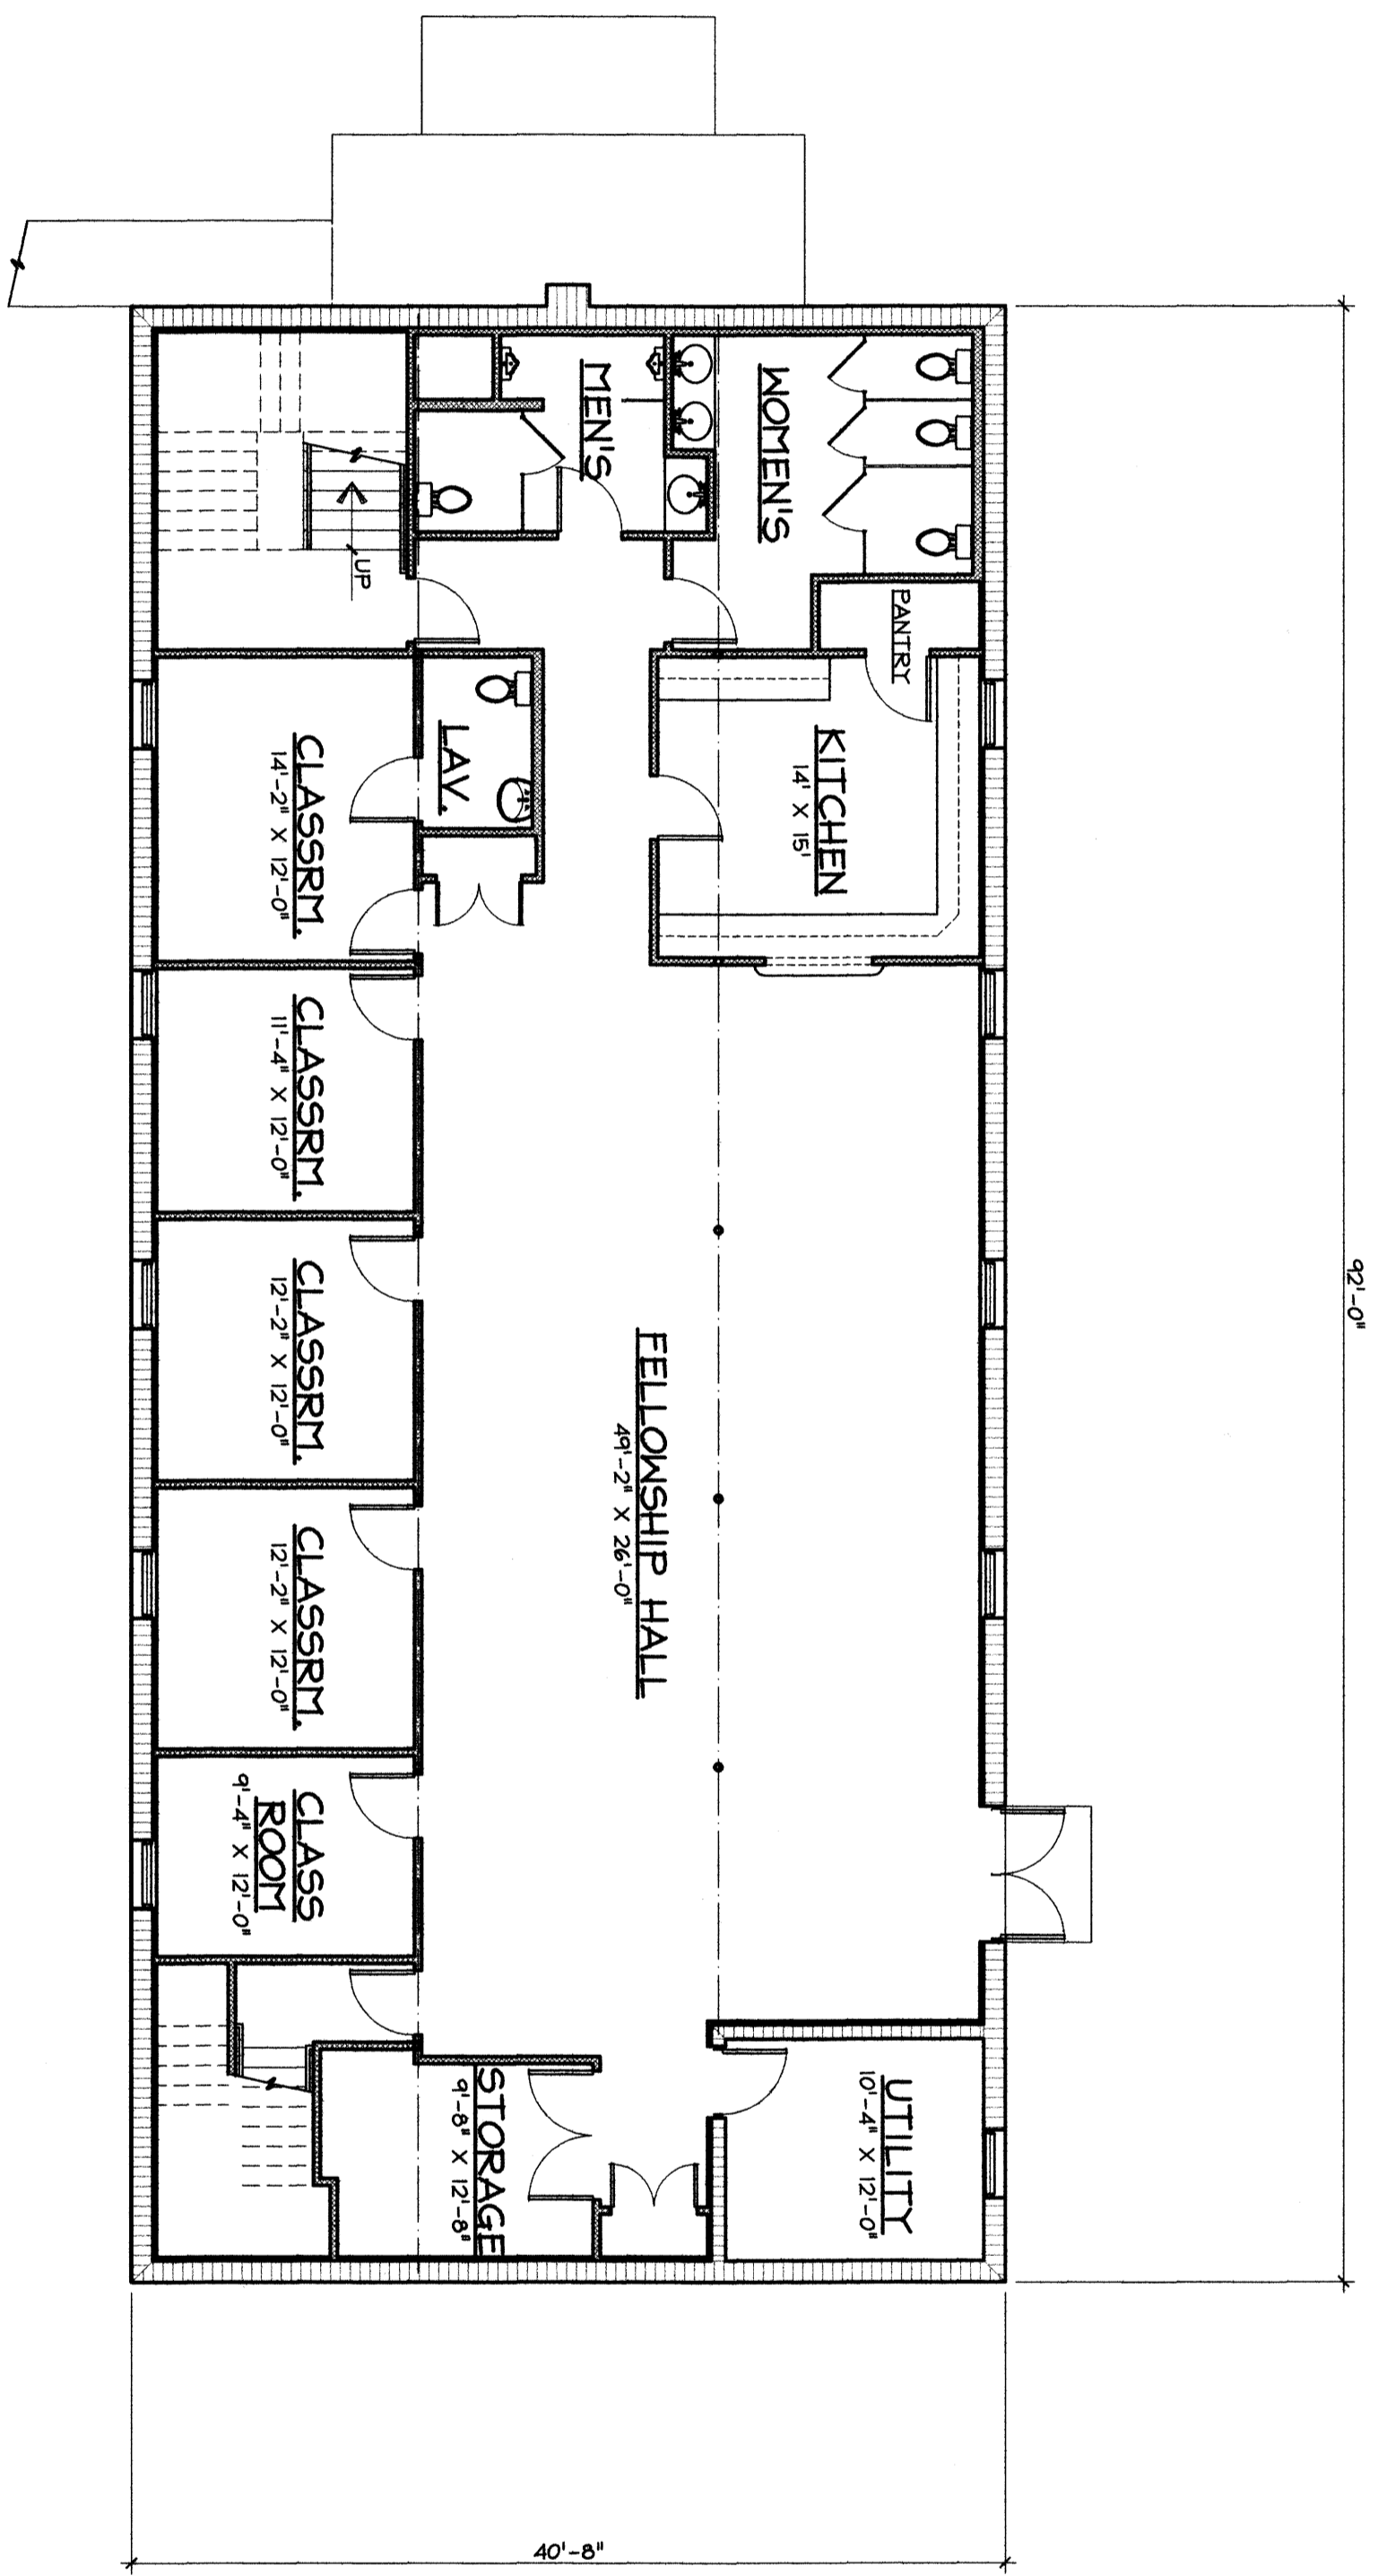 WOMEN'S
MEN'S
PANTRY
UP
KITCHEN
14' X 15'
LAV.
CLASSRM.
14'-2" X 12'-0"
CLASSRM.
11'-4" X 12'-0"
CLASSRM.
12'-2" X 12'-0"
CLASSRM.
12'-2" X 12'-0"
CLASS
ROOM
9'-4" X 12'-0"
FELLOWSHIP HALL
49'-2" X 26'-0"
STORAGE
9'-8" X 12'-8"
UTILITY
10'-4" X 12'-0"
92'-0"
40'-8"